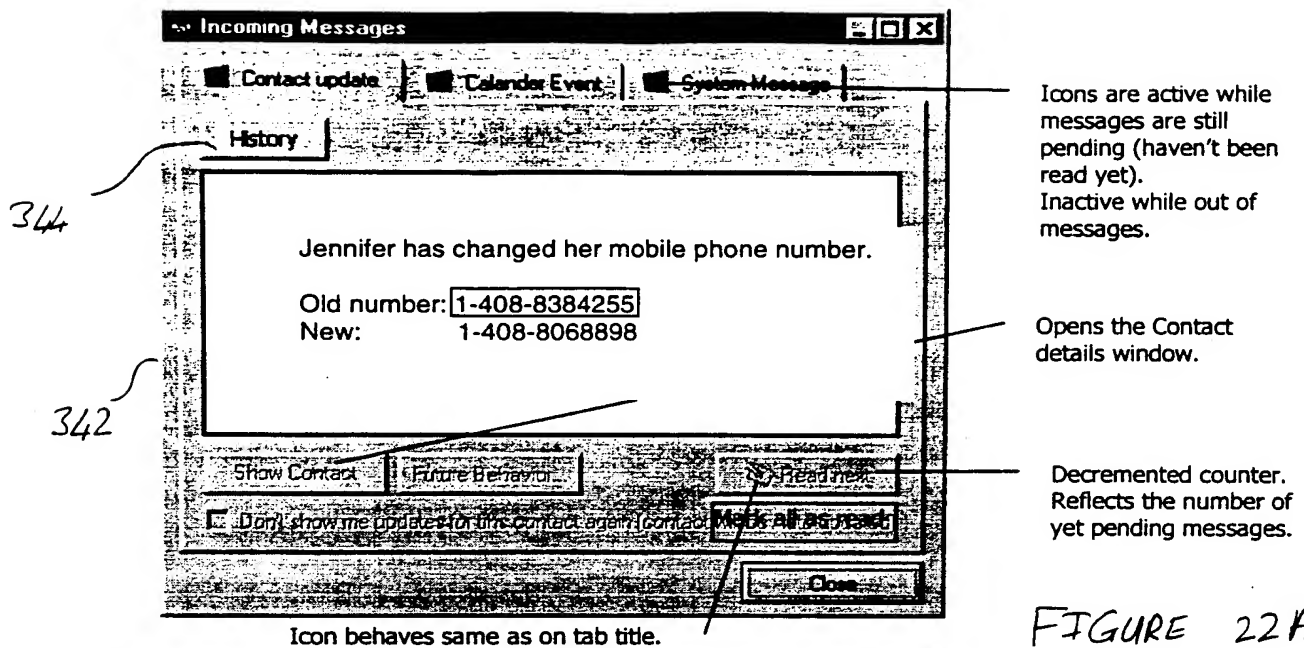 Incoming Messages
Contact update
Calander Event
System Message
History
344
Jennifer has changed her mobile phone number.
Old number: 1-408-8384255
New: 1-408-8068898
342
Show Contact
Future Behavior...
Read next
Don't show me updates for this contact again (contact
Mark all as read
Close
Icons are active while
messages are still
pending (haven't been
read yet).
Inactive while out of
messages.
Opens the Contact
details window.
Decremented counter.
Reflects the number of
yet pending messages.
Icon behaves same as on tab title.
FIGURE 22A